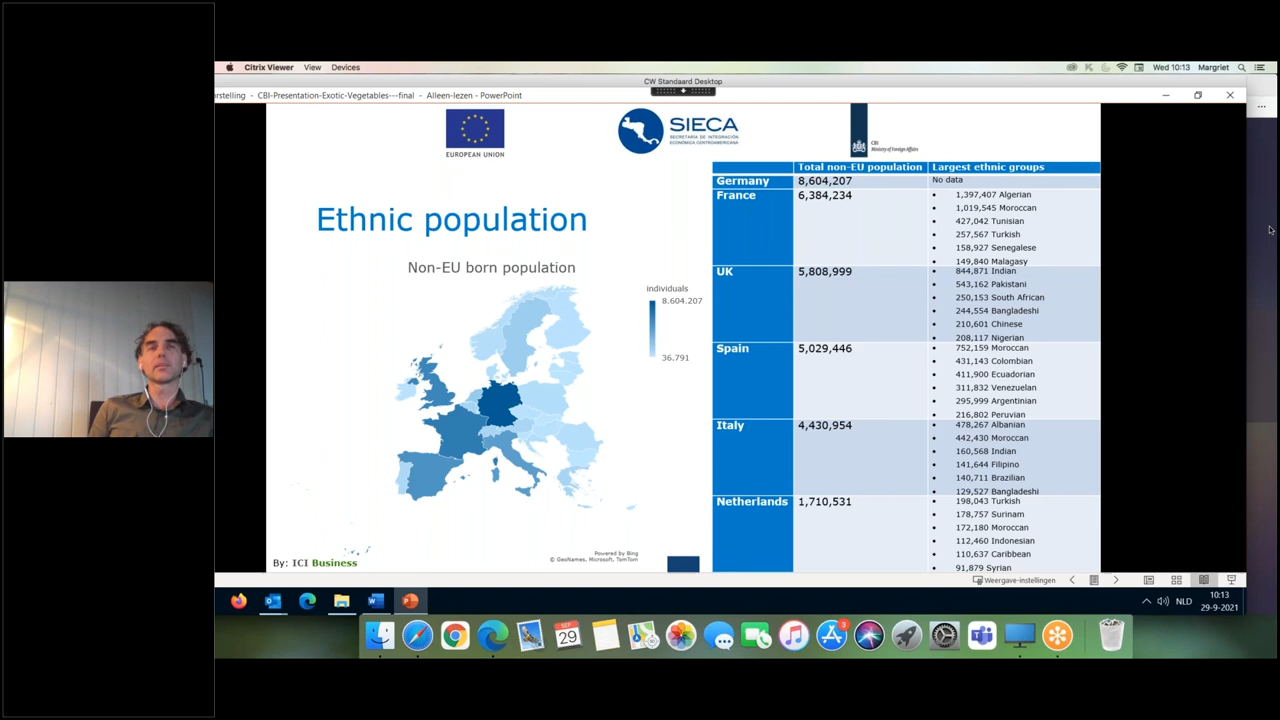 Citrix Viewer View Devices
Wed 10:13 Margriet
CW Standaard Desktop
orstelling - CBI-Presentation-Exotic-Vegetables---final - Alleen-lezen - PowerPoint
EUROPEAN UNION
SIECA
SECRETARÍA DE INTEGRACIÓN
ECONÓMICA CENTROAMERICANA
CBI
Ministry of Foreign Affairs
Ethnic population
Non-EU born population
individuals
8.604.207
36.791
Total non-EU population Largest ethnic groups
Germany 8,604,207 No data
France 6,384,234
• 1,397,407 Algerian
• 1,019,545 Moroccan
• 427,042 Tunisian
• 257,567 Turkish
• 158,927 Senegalese
• 149,840 Malagasy
UK 5,808,999
• 844,871 Indian
• 543,162 Pakistani
• 250,153 South African
• 244,554 Bangladeshi
• 210,601 Chinese
• 208,117 Nigerian
Spain 5,029,446
• 752,159 Moroccan
• 431,143 Colombian
• 411,900 Ecuadorian
• 311,832 Venezuelan
• 295,999 Argentinian
• 216,802 Peruvian
Italy 4,430,954
• 478,267 Albanian
• 442,430 Moroccan
• 160,568 Indian
• 141,644 Filipino
• 140,711 Brazilian
• 129,527 Bangladeshi
Netherlands 1,710,531
• 198,043 Turkish
• 178,757 Surinam
• 172,180 Moroccan
• 112,460 Indonesian
• 110,637 Caribbean
• 91,879 Syrian
Powered by Bing
© GeoNames, Microsoft, TomTom
By: ICI Business
Weergave-instellingen
NLD
10:13
29-9-2021
SEP
29
3